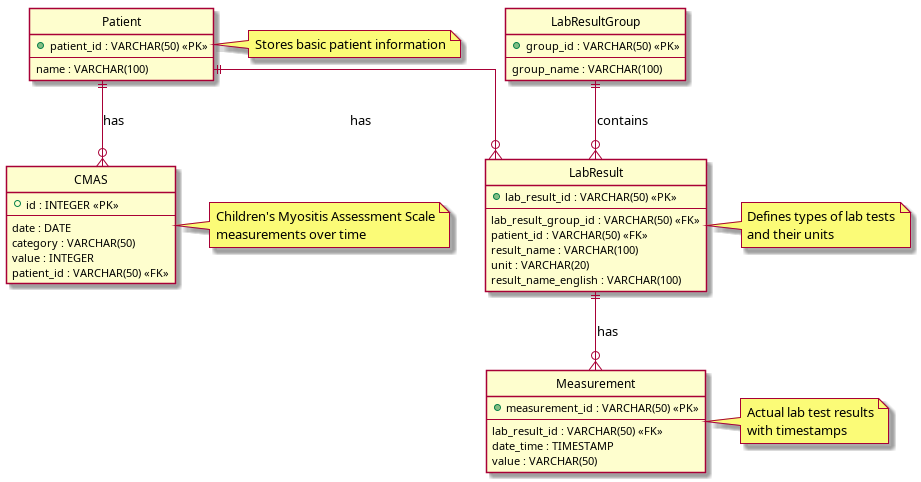 Patient
patient_id : VARCHAR(50) «PK»
name : VARCHAR(100)
Stores basic patient information
LabResultGroup
group_id : VARCHAR(50) «PK»
group_name : VARCHAR(100)
has
has
contains
CMAS
id : INTEGER «PK»
date : DATE
category : VARCHAR(50)
value : INTEGER
patient_id : VARCHAR(50) «FK»
Children's Myositis Assessment Scale
measurements over time
LabResult
lab_result_id : VARCHAR(50) «PK»
lab_result_group_id : VARCHAR(50) «FK»
patient_id : VARCHAR(50) «FK»
result_name : VARCHAR(100)
unit : VARCHAR(20)
result_name_english : VARCHAR(100)
Defines types of lab tests
and their units
has
Measurement
measurement_id : VARCHAR(50) «PK»
lab_result_id : VARCHAR(50) «FK»
date_time : TIMESTAMP
value : VARCHAR(50)
Actual lab test results
with timestamps